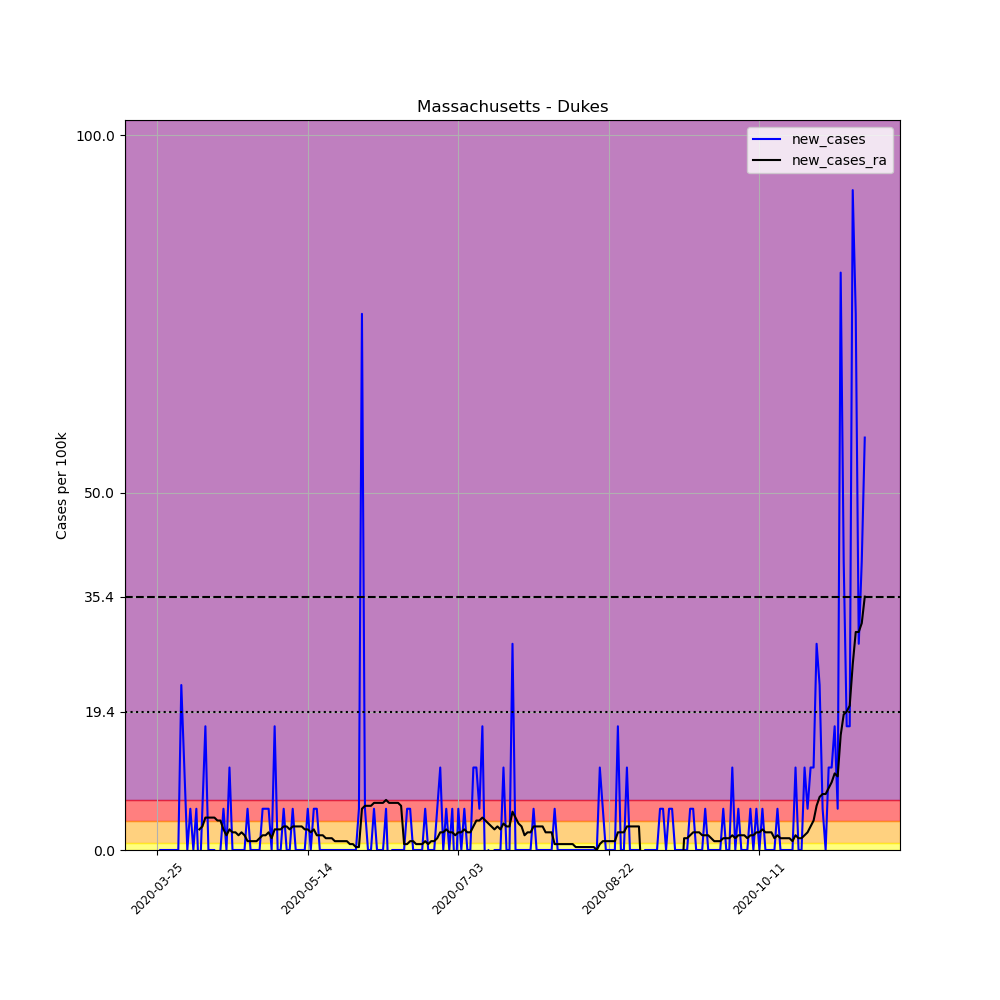 Massachusetts - Dukes
100.0
new_cases
new_cases_ra
Cases per 100k
50.0
35.4
19.4
0.0
2020-03-25
2020-05-14
2020-07-03
2020-08-22
2020-10-11